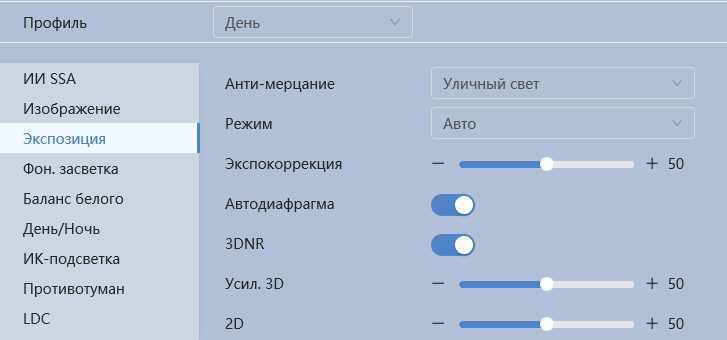 Профиль День
ИИ SSA
Изображение
Экспозиция
Фон. засветка
Баланс белого
День/Ночь
ИК-подсветка
Противотуман
LDC
Анти-мерцание Уличный свет
Режим Авто
Экспокоррекция − + 50
Автодиафрагма
3DNR
Усил. 3D − + 50
2D − + 50